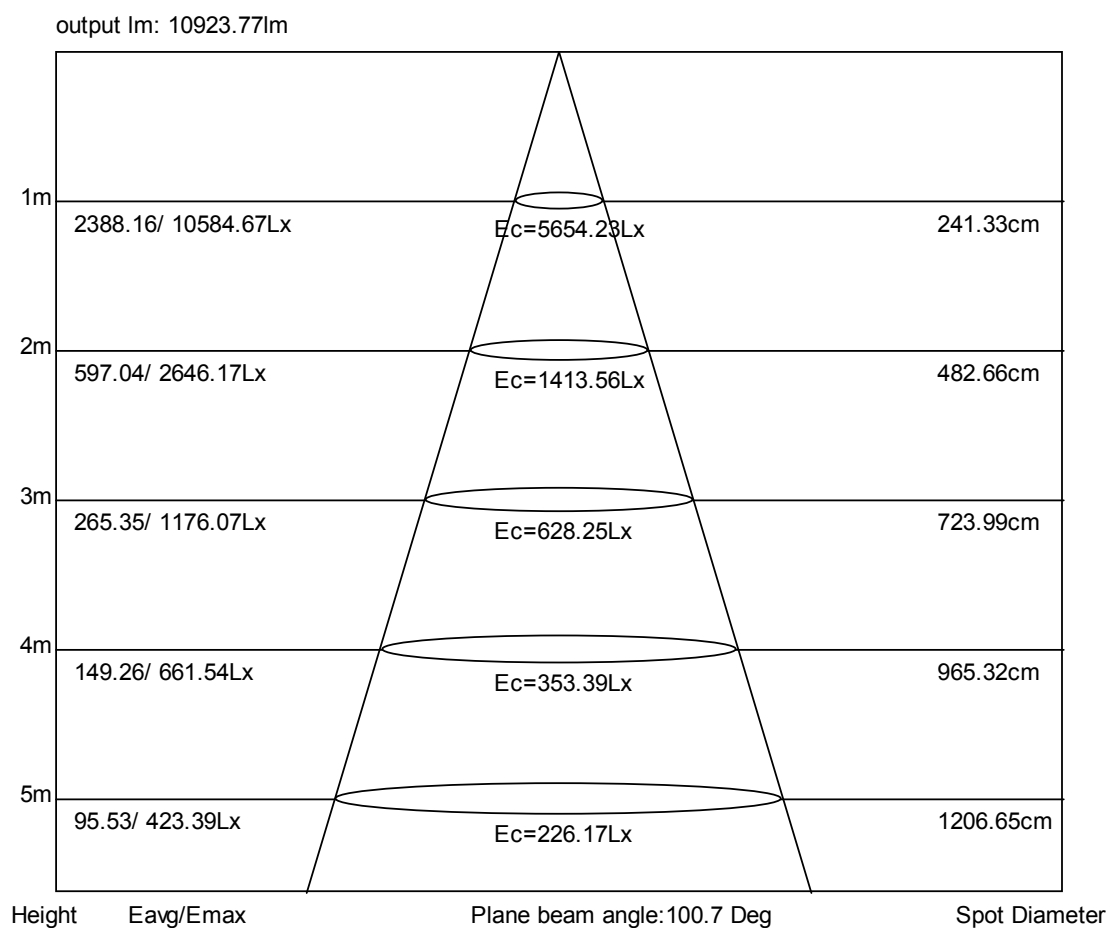 output lm: 10923.77lm
1m
2388.16/ 10584.67Lx
Ec=5654.23Lx
241.33cm
2m
597.04/ 2646.17Lx
Ec=1413.56Lx
482.66cm
3m
265.35/ 1176.07Lx
Ec=628.25Lx
723.99cm
4m
149.26/ 661.54Lx
Ec=353.39Lx
965.32cm
5m
95.53/ 423.39Lx
Ec=226.17Lx
1206.65cm
Height Eavg/Emax Plane beam angle:100.7 Deg Spot Diameter